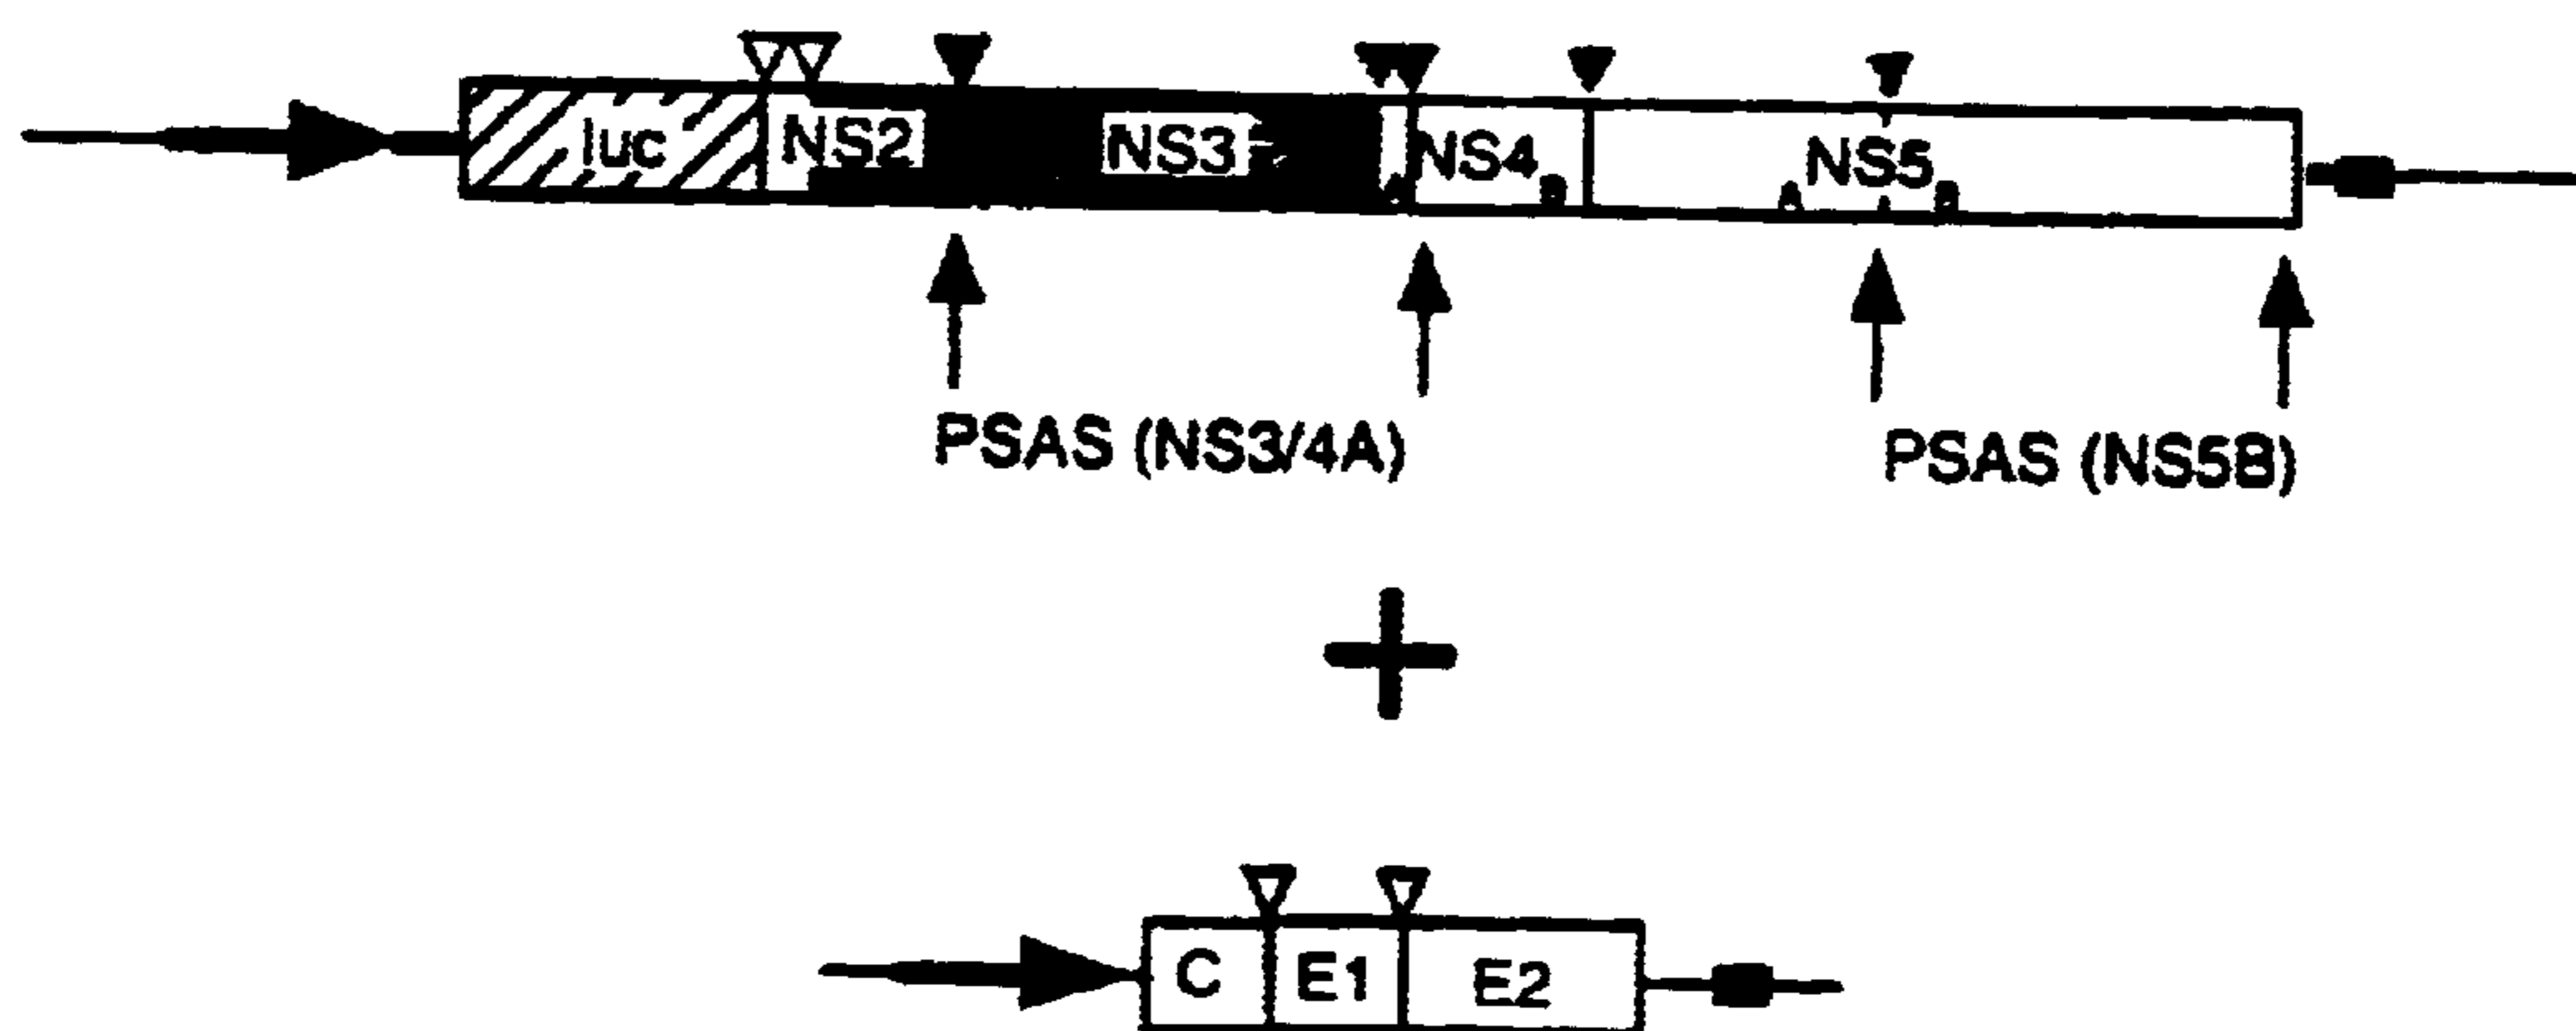 luc NS2 NS3 A NS4 B A NS5 B
PSAS (NS3/4A) PSAS (NS5B)
+
C E1 E2